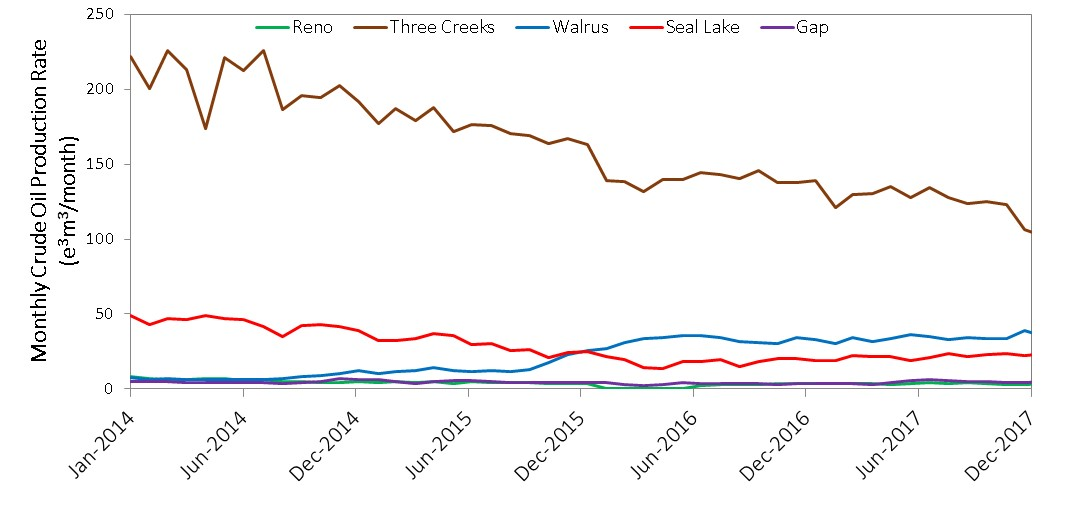 Monthly Crude Oil Production Rate
(e³m³/month)
250
200
150
100
50
0
Reno
Three Creeks
Walrus
Seal Lake
Gap
Jan-2014
Jun-2014
Dec-2014
Jun-2015
Dec-2015
Jun-2016
Dec-2016
Jun-2017
Dec-2017